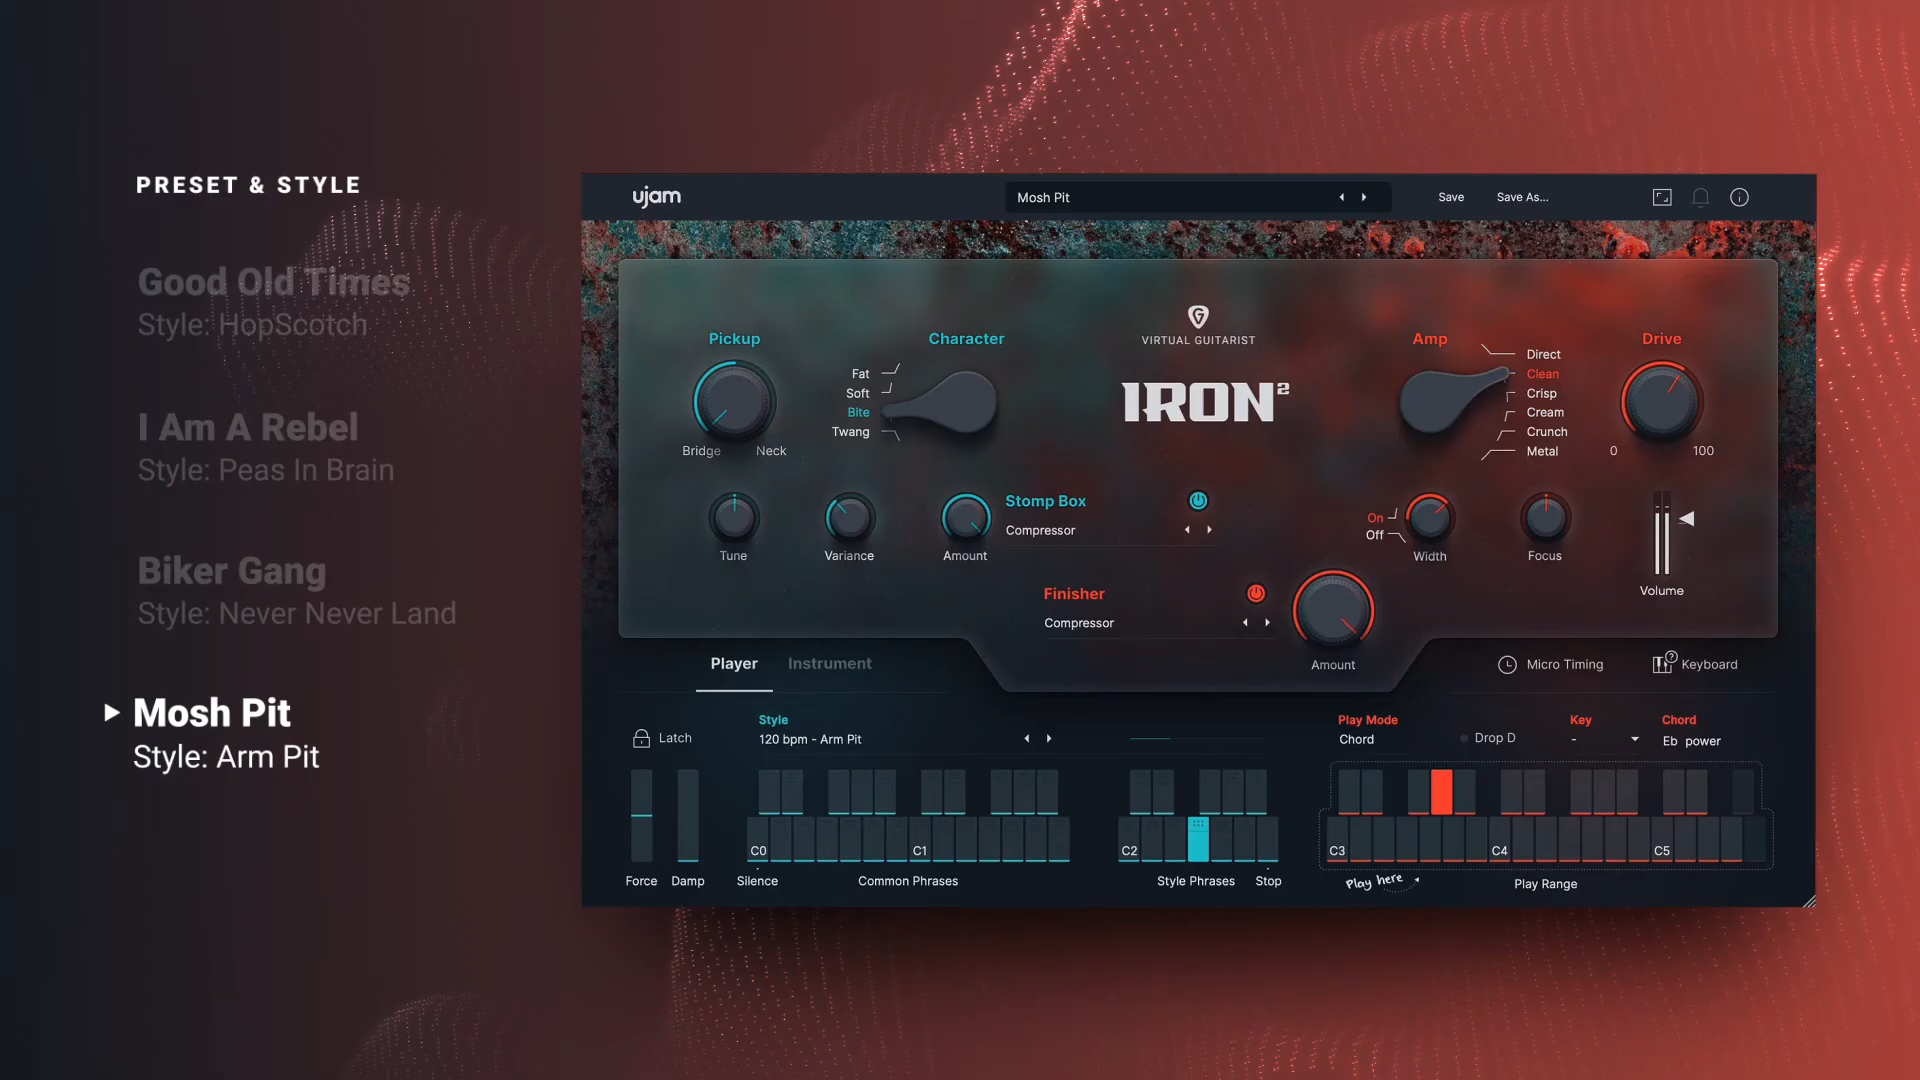 PRESET & STYLE
Good Old Times
Style: HopScotch
I Am A Rebel
Style: Peas In Brain
Biker Gang
Style: Never Never Land
Mosh Pit
Style: Arm Pit
ujam
Mosh Pit
Save
Save As...
VIRTUAL GUITARIST
IRON²
Pickup
Bridge
Neck
Character
Fat
Soft
Bite
Twang
Amp
Direct
Clean
Crisp
Cream
Crunch
Metal
Drive
0
100
Tune
Variance
Amount
Stomp Box
Compressor
On
Off
Width
Focus
Volume
Finisher
Compressor
Amount
Player
Instrument
Micro Timing
Keyboard
Latch
Style
120 bpm - Arm Pit
Play Mode
Chord
Drop D
Key
-
Chord
Eb power
C0
C1
C2
C3
C4
C5
Force
Damp
Silence
Common Phrases
Style Phrases
Stop
Play here
Play Range